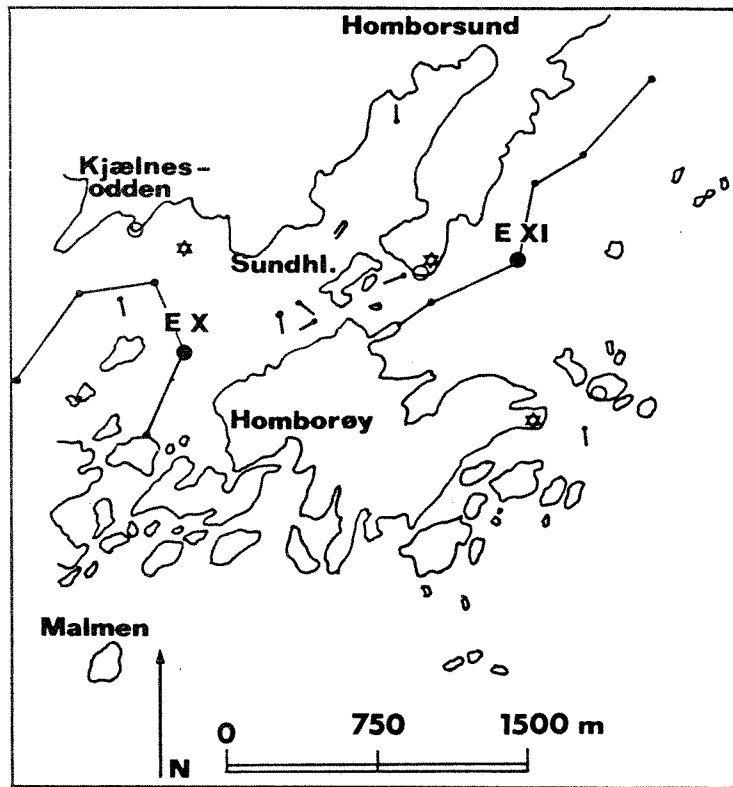 Homborsund
Kjælnes-
odden
E XI
Sundhl.
E X
Homborøy
Malmen
0 750 1500 m
N